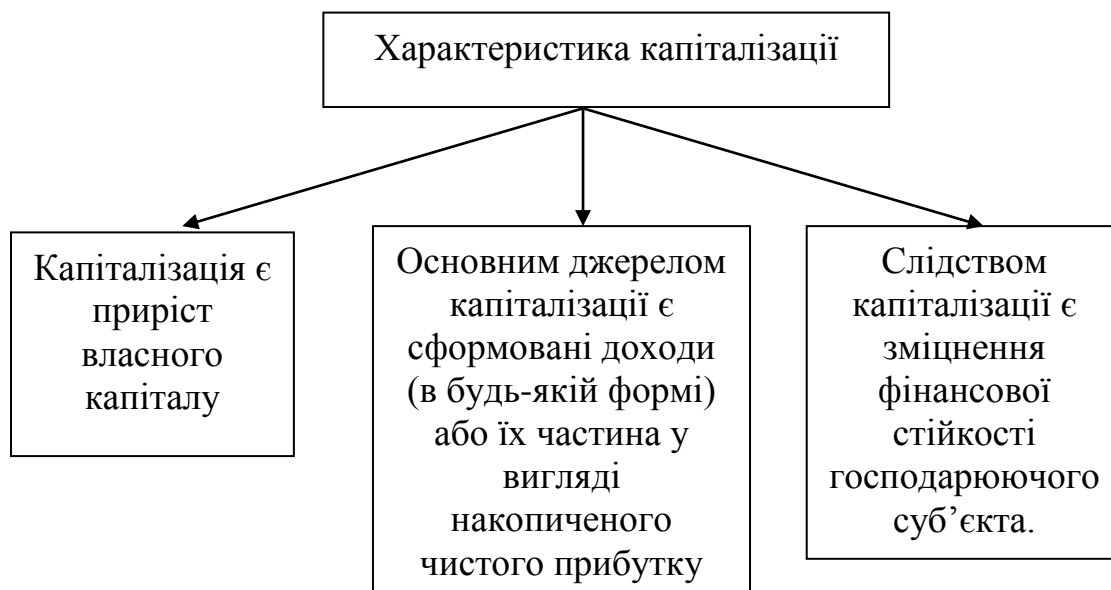 Характеристика капіталізації
Капіталізація є
приріст
власного
капіталу
Основним джерелом
капіталізації є
сформовані доходи
(в будь-якій формі)
або їх частина у
вигляді
накопиченого
чистого прибутку
Слідством
капіталізації є
зміцнення
фінансової
стійкості
господарюючого
суб’єкта.